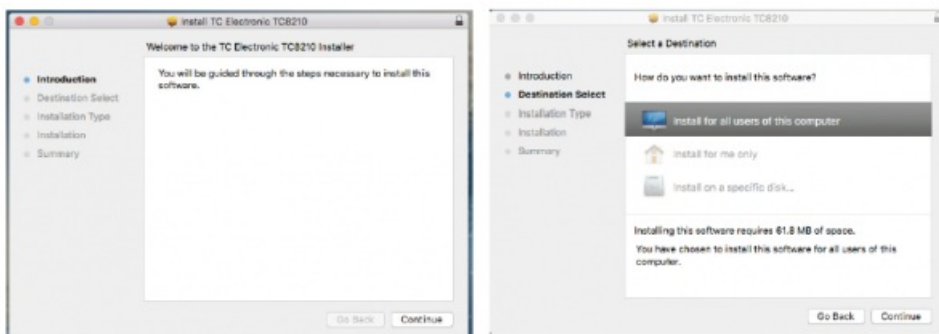 Install TC Electronic TC8210
Welcome to the TC Electronic TC8210 Installer
Introduction
Destination Select
Installation Type
Installation
Summary
You will be guided through the steps necessary to install this
software.
Go Back
Continue
Install TC Electronic TC8210
Select a Destination
Introduction
Destination Select
Installation Type
Installation
Summary
How do you want to install this software?
Install for all users of this computer
Install for me only
Install on a specific disk...
Installing this software requires 61.8 MB of space.
You have chosen to install this software for all users of this
computer.
Go Back
Continue